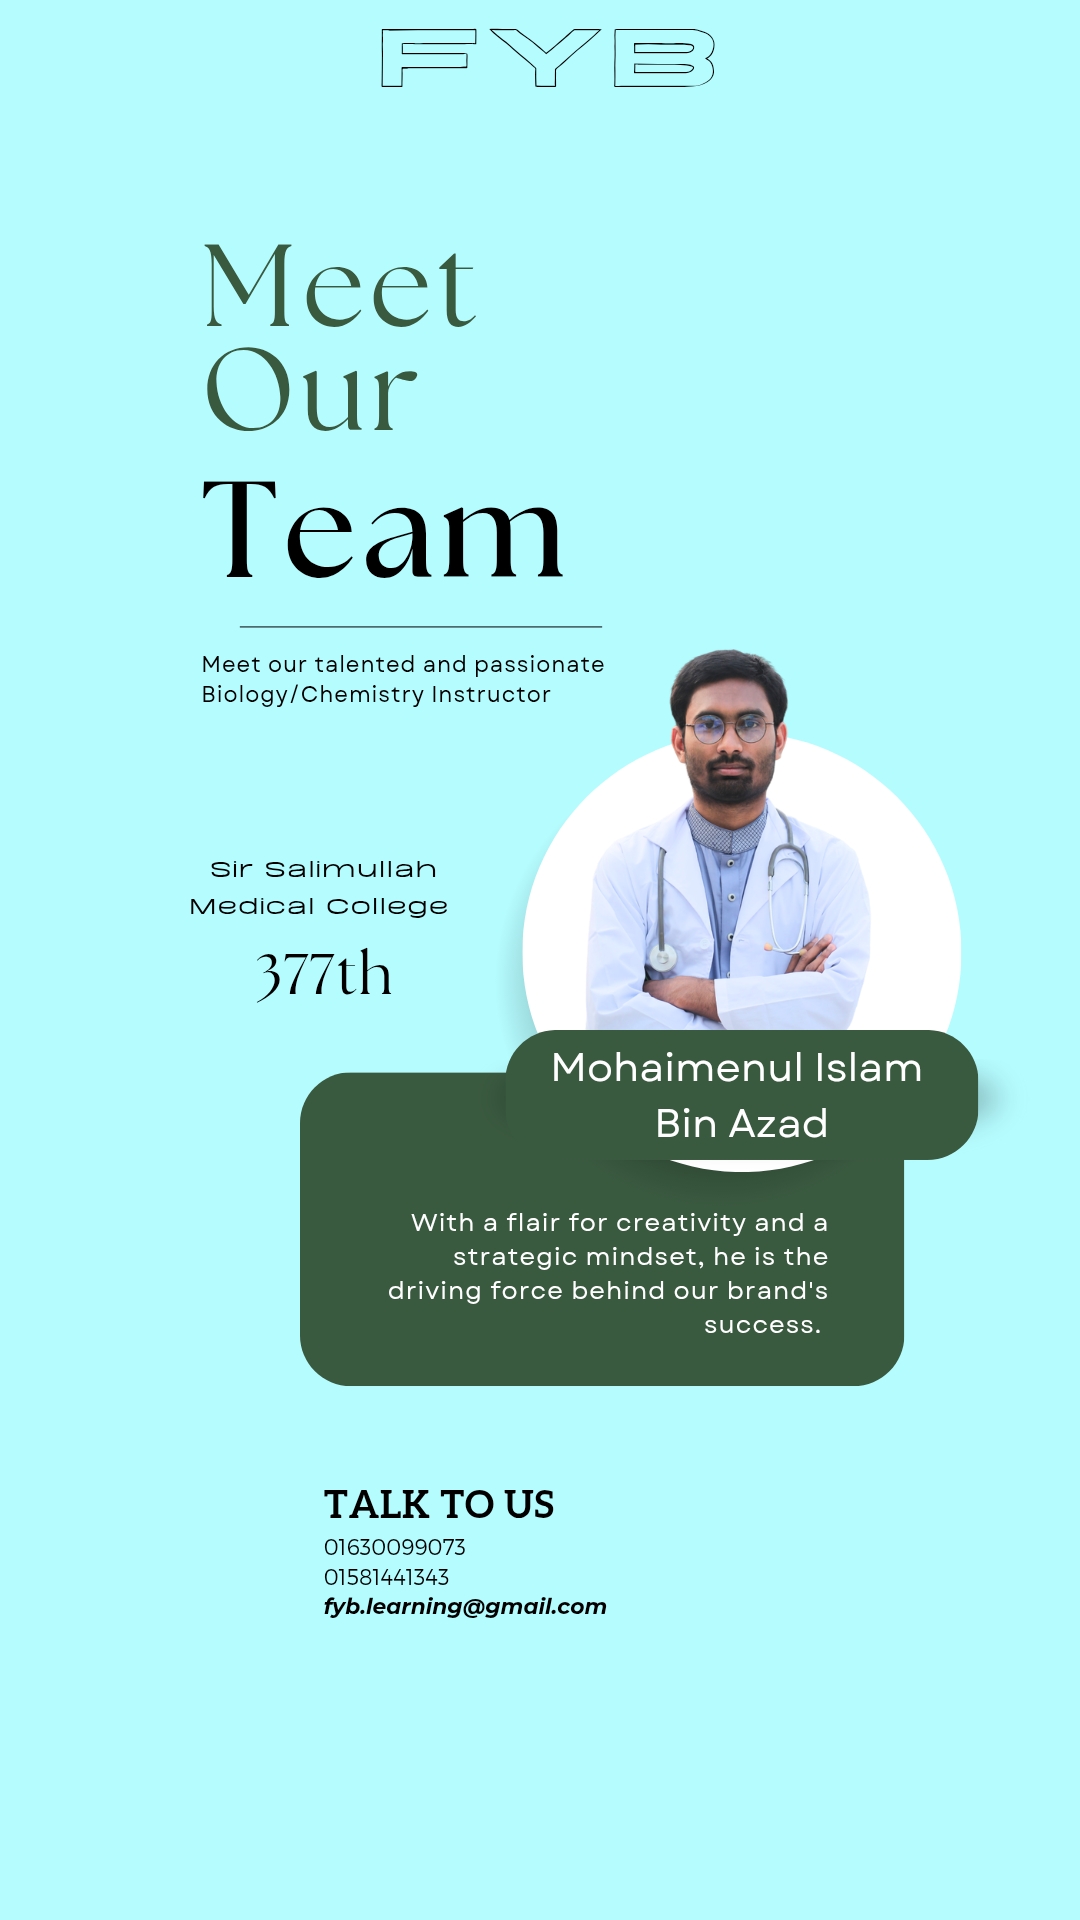 FYB
Meet
Our
Team
Meet our talented and passionate
Biology/Chemistry Instructor
Sir Salimullah
Medical College
377th
Mohaimenul Islam
Bin Azad
With a flair for creativity and a
strategic mindset, he is the
driving force behind our brand's
success.
TALK TO US
01630099073
01581441343
fyb.learning@gmail.com